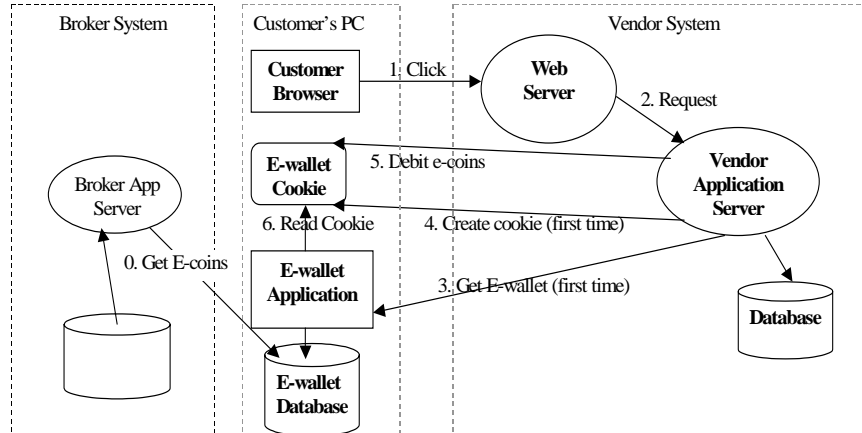 Broker System
Customer's PC
Vendor System
Customer
Browser
1. Click
Web
Server
2. Request
Broker App
Server
E-wallet
Cookie
5. Debit e-coins
Vendor
Application
Server
6. Read Cookie
4. Create cookie (first time)
0. Get E-coins
E-wallet
Application
3. Get E-wallet (first time)
Database
E-wallet
Database